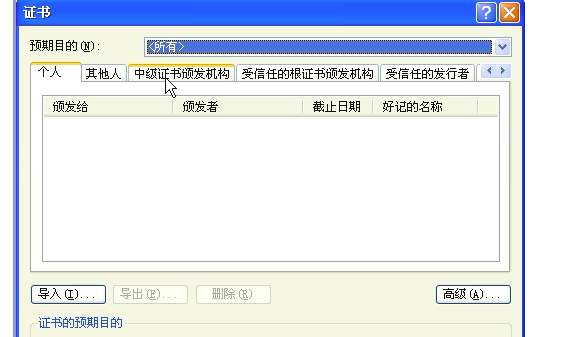 证书
预期目的(N): <所有>
个人 其他人 中级证书颁发机构 受信任的根证书颁发机构 受信任的发行者
颁发给 颁发者 截止日期 好记的名称
导入(I)... 导出(E)... 删除(R) 高级(A)...
证书的预期目的